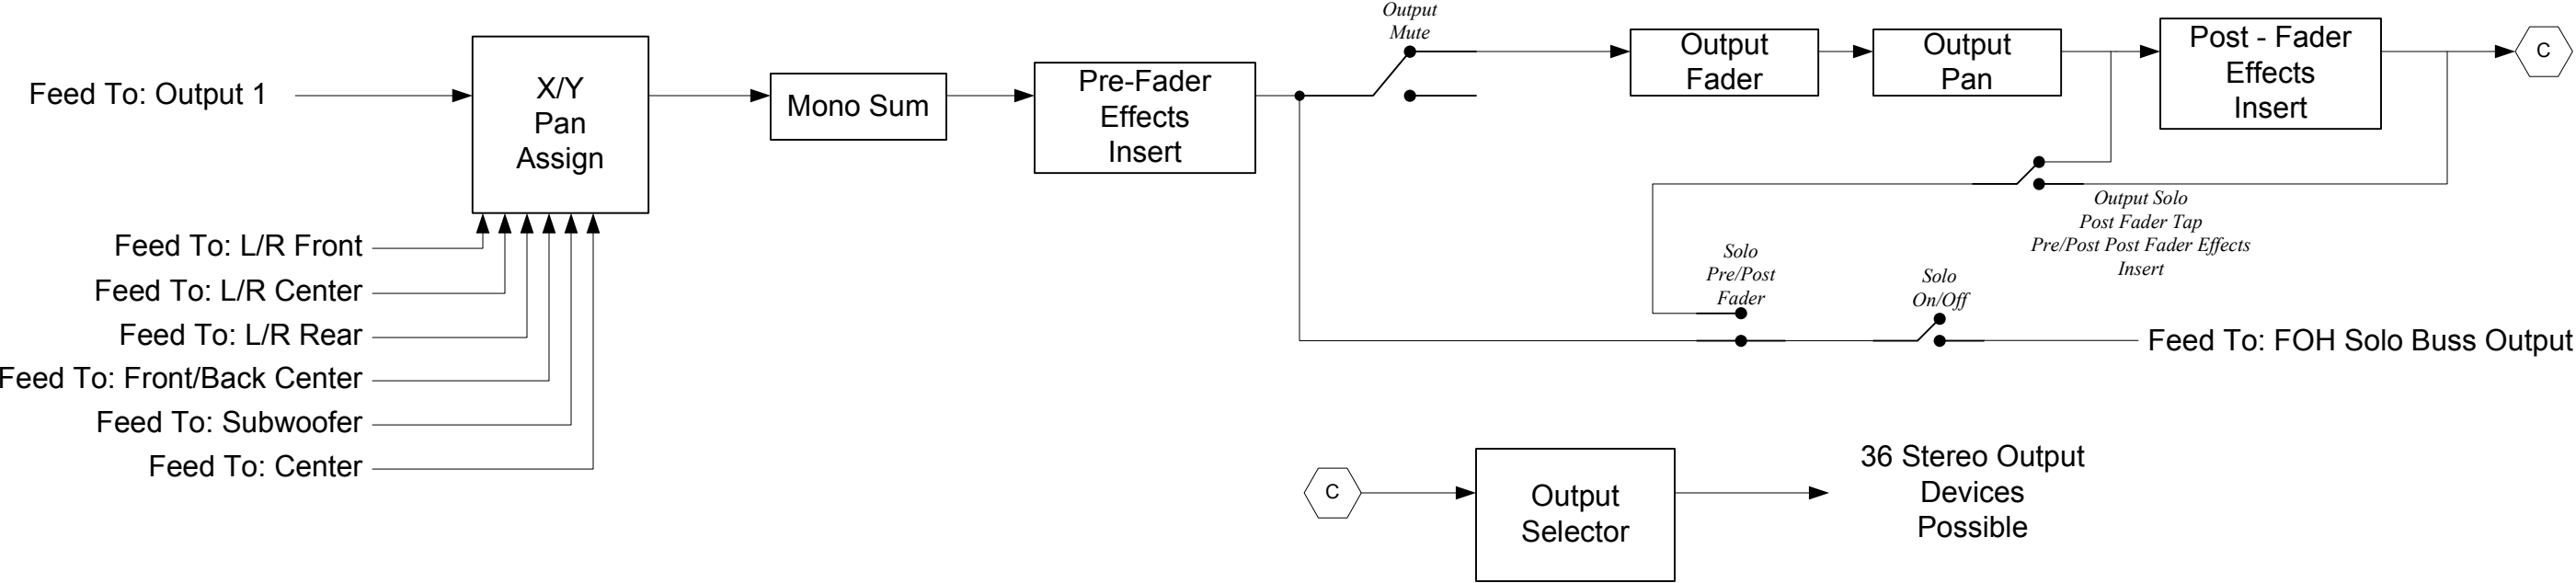 Output
Mute
Feed To: Output 1
X/Y
Pan
Assign
Mono Sum
Pre-Fader
Effects
Insert
Output
Fader
Output
Pan
Post - Fader
Effects
Insert
C
Output Solo
Post Fader Tap
Pre/Post Post Fader Effects
Insert
Feed To: L/R Front
Feed To: L/R Center
Feed To: L/R Rear
Feed To: Front/Back Center
Feed To: Subwoofer
Feed To: Center
Solo
Pre/Post
Fader
Solo
On/Off
Feed To: FOH Solo Buss Output
C
Output
Selector
36 Stereo Output
Devices
Possible